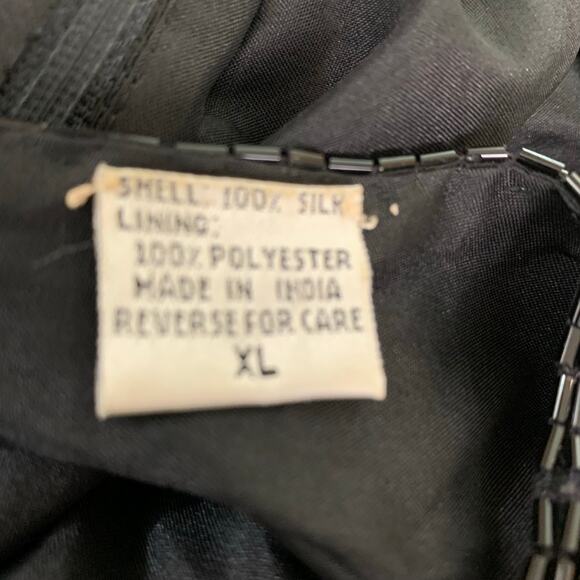 SHELL: 100% SILK
LINING:
100% POLYESTER
MADE IN INDIA
REVERSE FOR CARE
XL